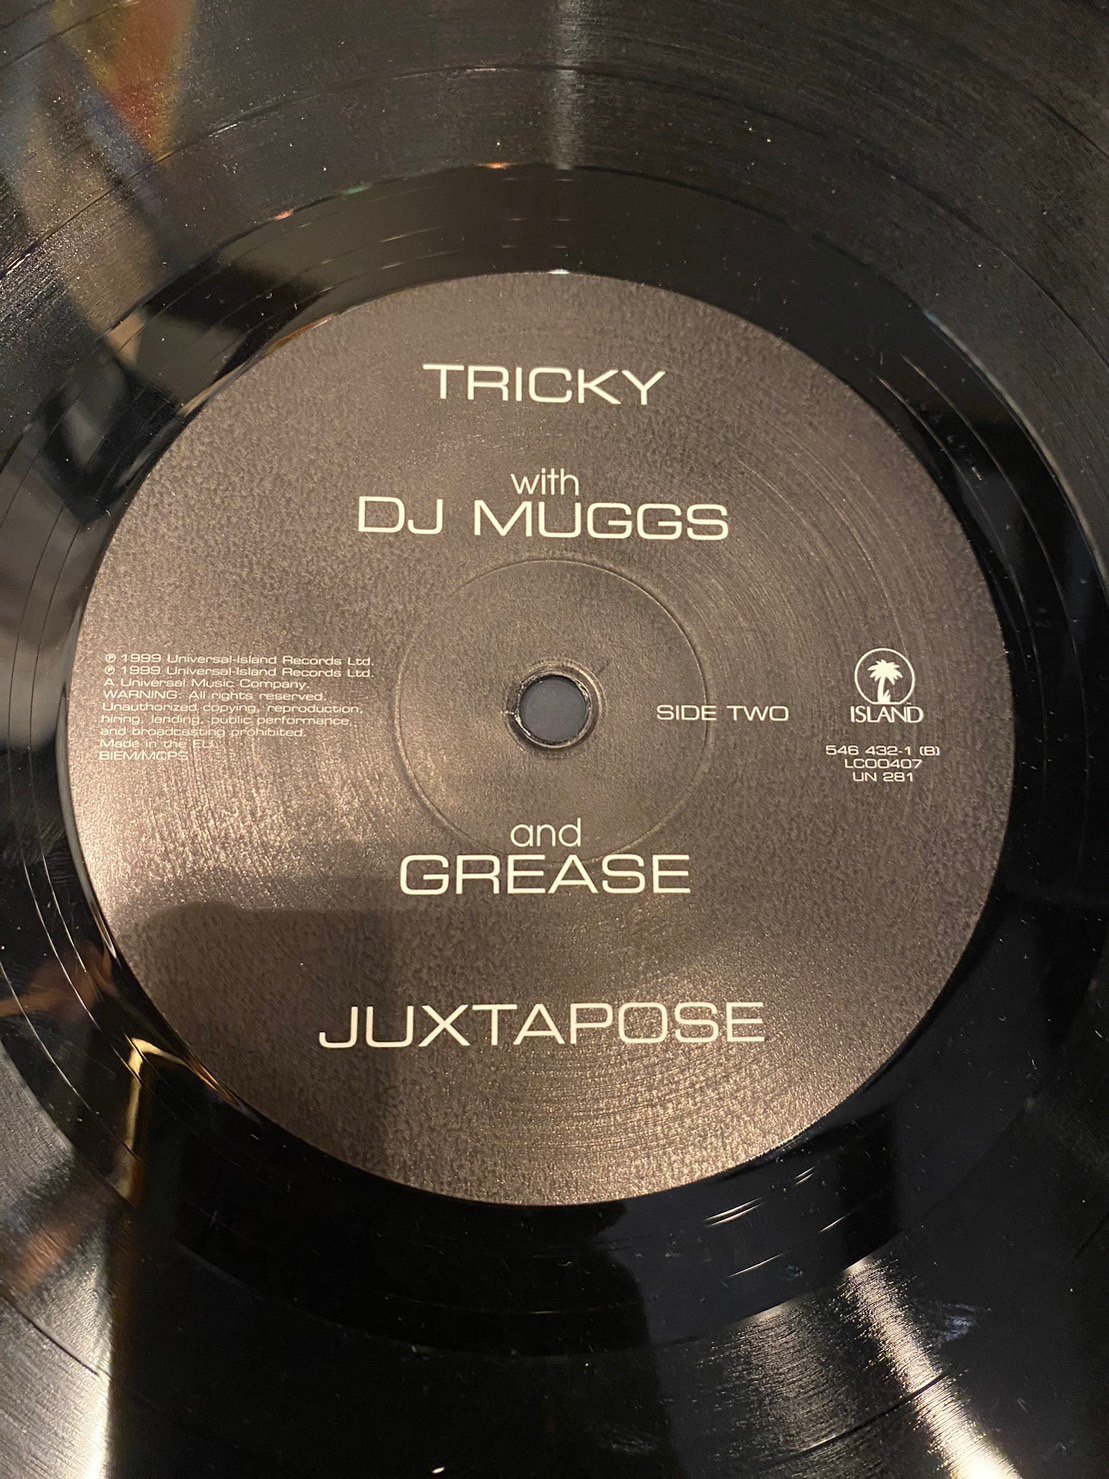 TRICKY
with
DJ MUGGS
℗ 1999 Universal-Island Records Ltd.
℗ 1999 Universal-Island Records Ltd.
A Universal Music Company.
WARNING: All rights reserved.
Unauthorized copying, reproduction,
hiring, lending, public performance,
and broadcasting prohibited.
Made in the EU.
BIEM/MCPS
SIDE TWO
ISLAND
546 432-1 (B)
LC00407
UN 281
and
GREASE
JUXTAPOSE